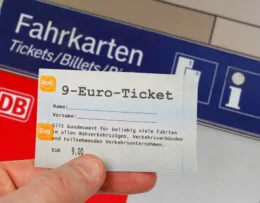 Fahrkarten
Tickets/Billets/
DB
9-Euro-Ticket
Name:
Vorname:
Gilt bundesweit für beliebig viele Fahrten
in allen Nahverkehrszügen, Verkehrsverbünden
und teilnehmenden Verkehrsunternehmen.
Zug
EUR 9,00